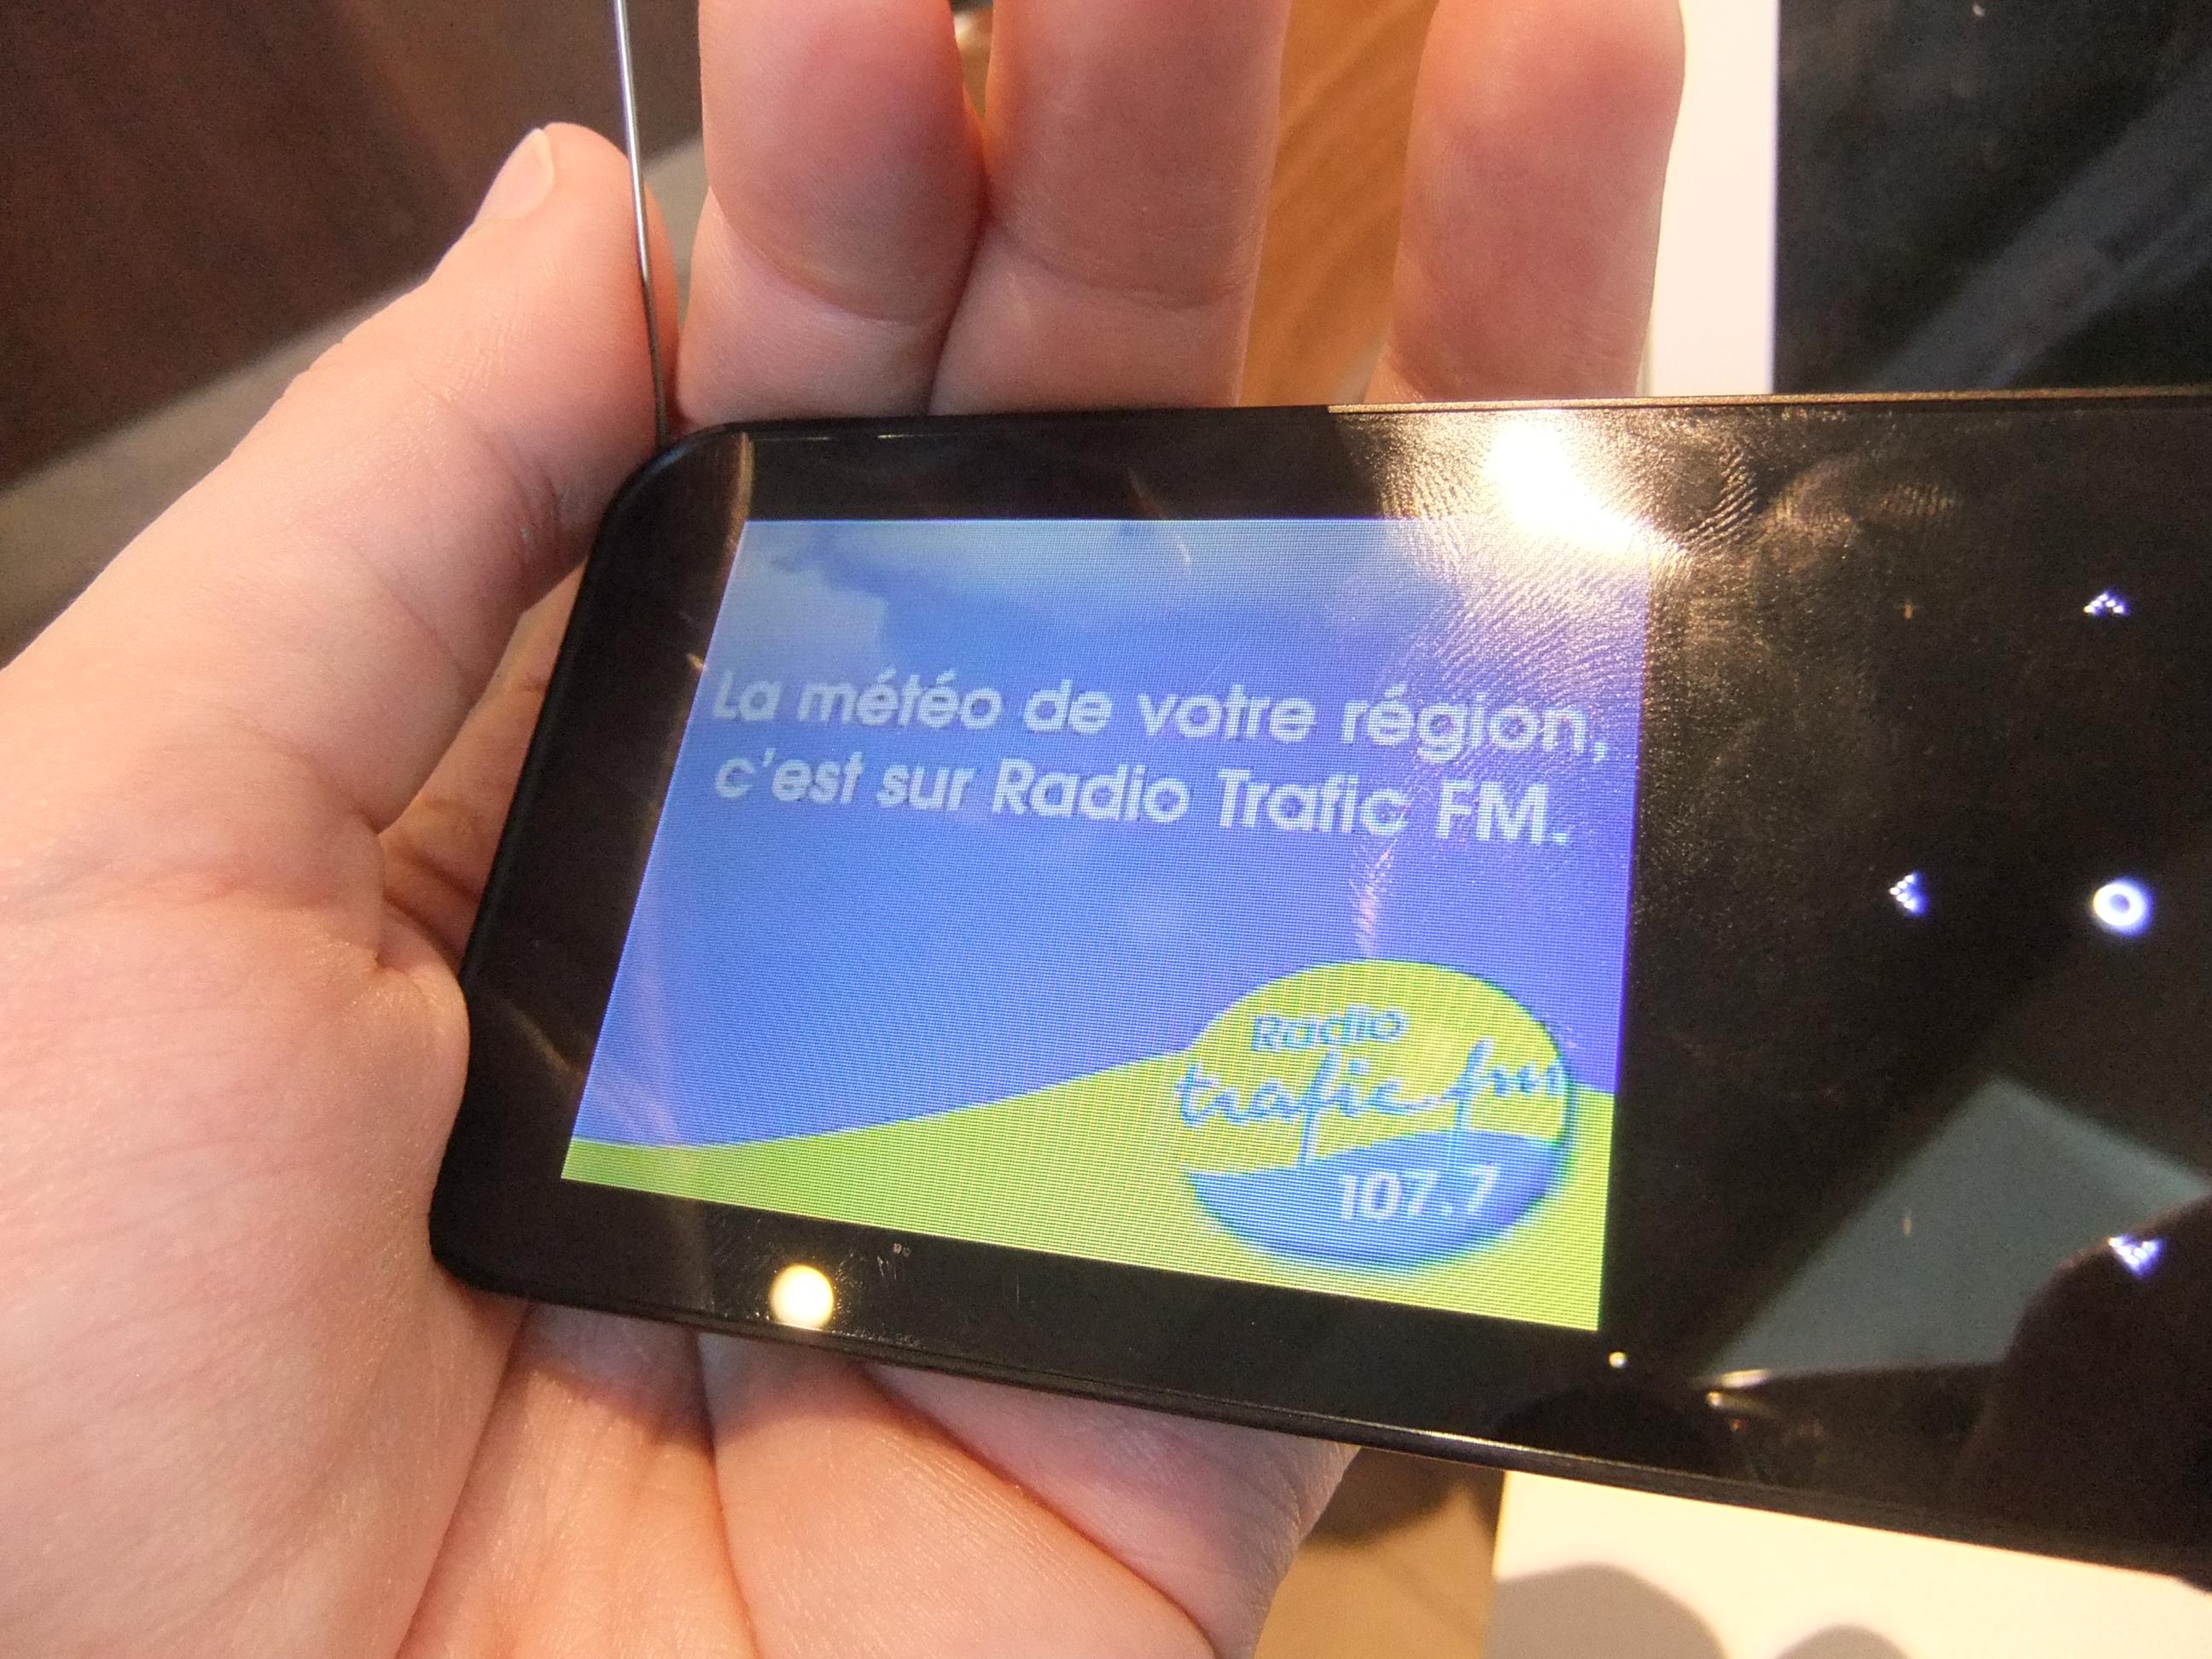 La météo de votre région,
c'est sur Radio Trafic FM.
Radio
trafic fm
107.7